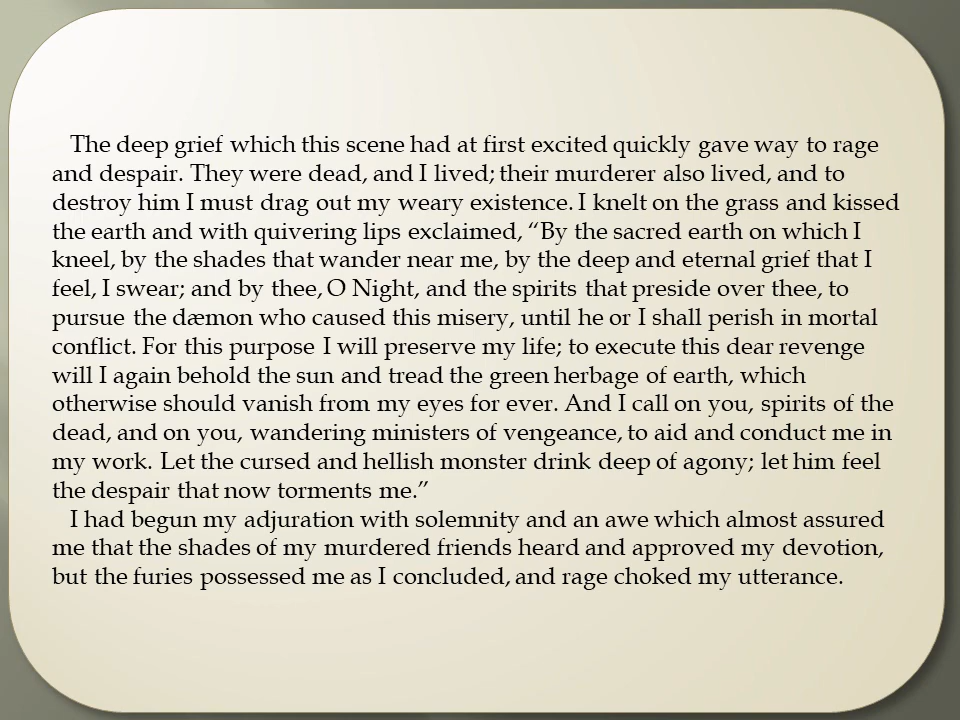 The deep grief which this scene had at first excited quickly gave way to rage
and despair. They were dead, and I lived; their murderer also lived, and to
destroy him I must drag out my weary existence. I knelt on the grass and kissed
the earth and with quivering lips exclaimed, “By the sacred earth on which I
kneel, by the shades that wander near me, by the deep and eternal grief that I
feel, I swear; and by thee, O Night, and the spirits that preside over thee, to
pursue the dæmon who caused this misery, until he or I shall perish in mortal
conflict. For this purpose I will preserve my life; to execute this dear revenge
will I again behold the sun and tread the green herbage of earth, which
otherwise should vanish from my eyes for ever. And I call on you, spirits of the
dead, and on you, wandering ministers of vengeance, to aid and conduct me in
my work. Let the cursed and hellish monster drink deep of agony; let him feel
the despair that now torments me.”
I had begun my adjuration with solemnity and an awe which almost assured
me that the shades of my murdered friends heard and approved my devotion,
but the furies possessed me as I concluded, and rage choked my utterance.